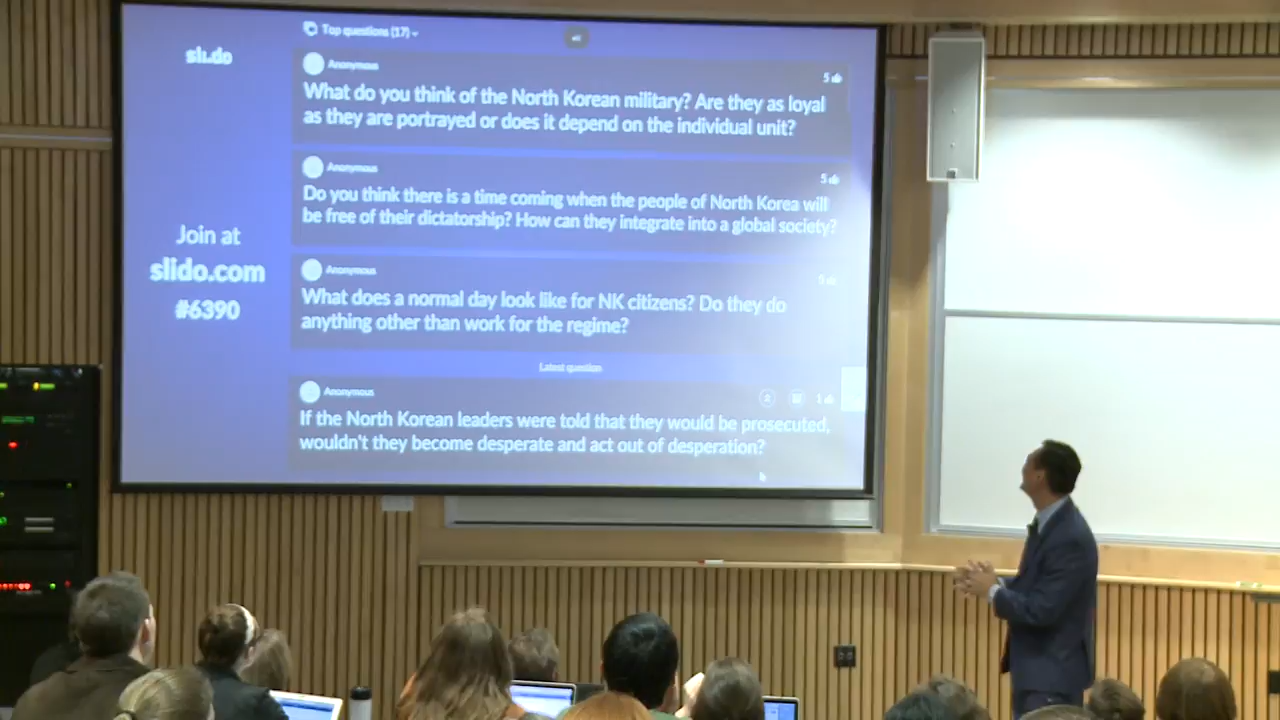 Top questions (17)
sli.do
Anonymous
5
What do you think of the North Korean military? Are they as loyal
as they are portrayed or does it depend on the individual unit?
Anonymous
5
Do you think there is a time coming when the people of North Korea will
be free of their dictatorship? How can they integrate into a global society?
Join at
slido.com
#6390
Anonymous
5
What does a normal day look like for NK citizens? Do they do
anything other than work for the regime?
Latest question
Anonymous
1
If the North Korean leaders were told that they would be prosecuted,
wouldn't they become desperate and act out of desperation?